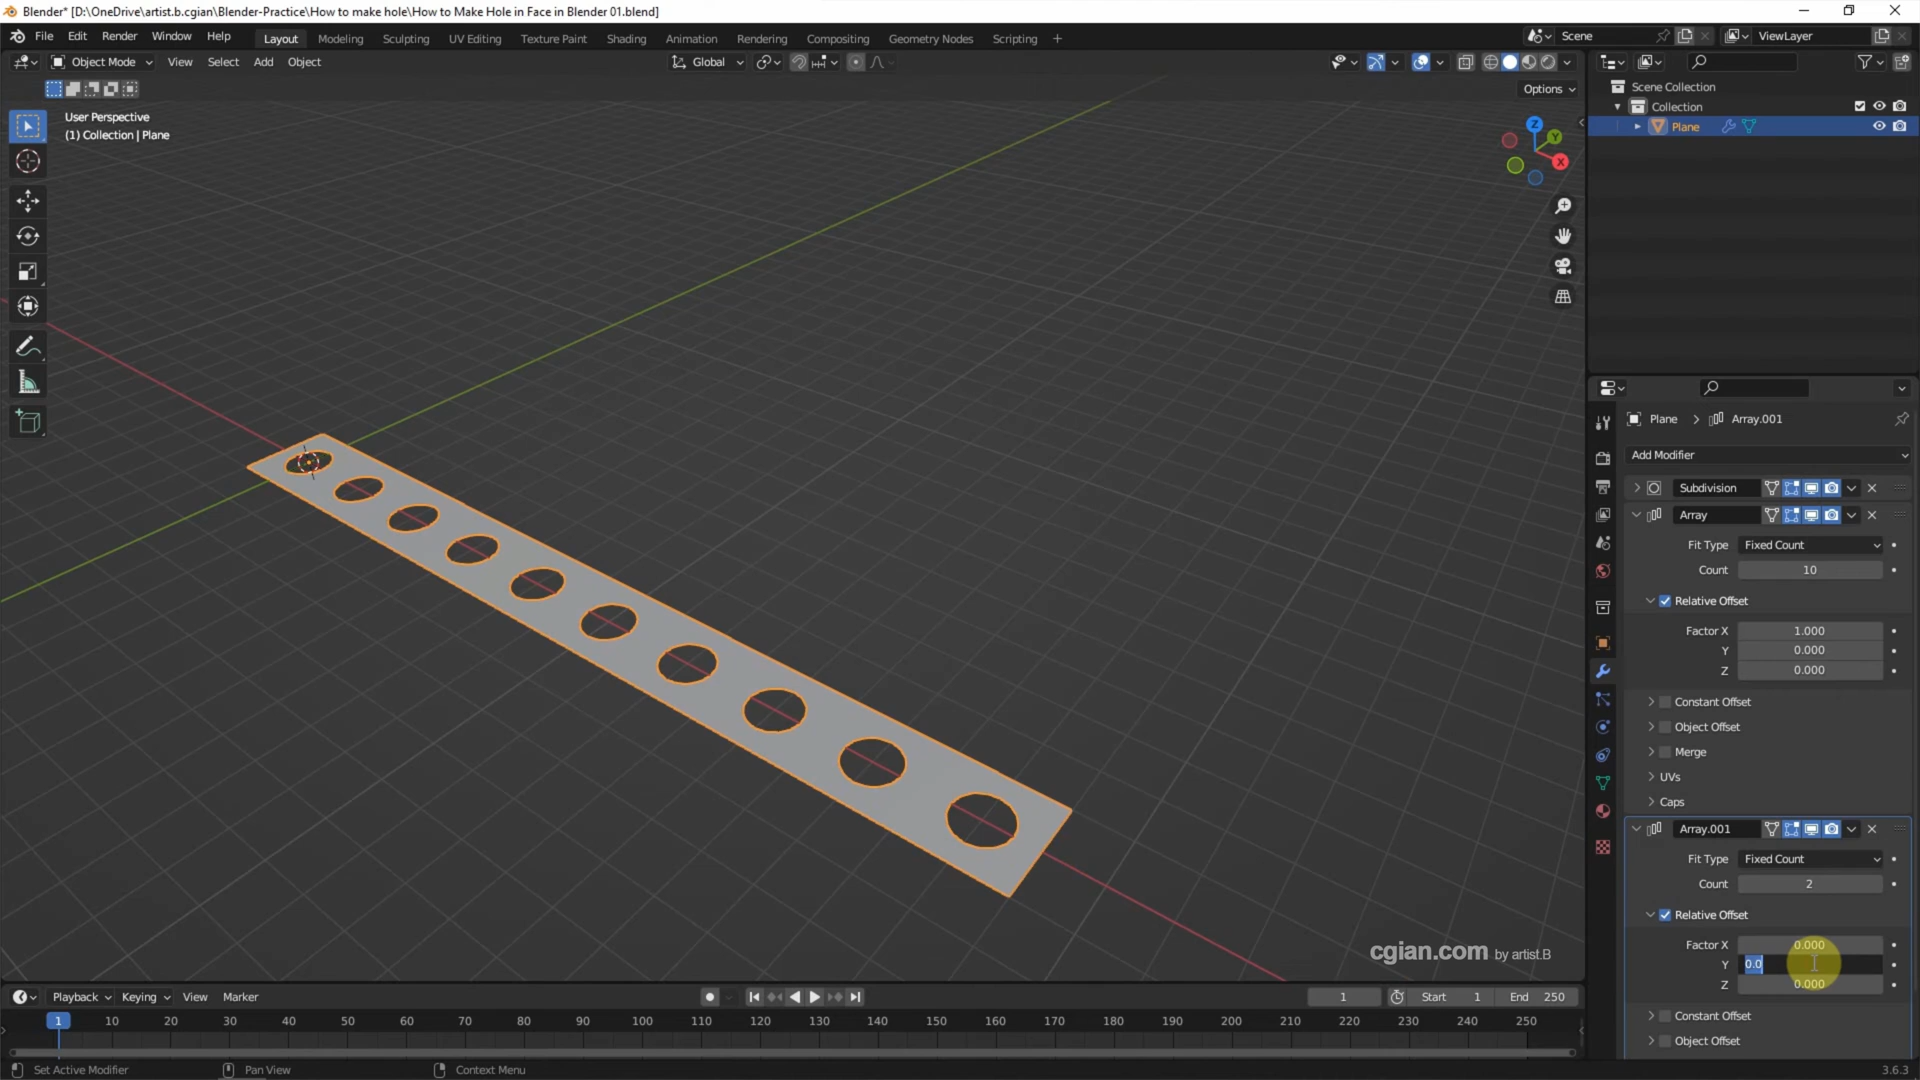 Blender* [D:\OneDrive\artist.b.cgian\Blender-Practice\How to make hole\How to Make Hole in Face in Blender 01.blend]
File Edit Render Window Help Layout Modeling Sculpting UV Editing Texture Paint Shading Animation Rendering Compositing Geometry Nodes Scripting + Scene ViewLayer
Object Mode View Select Add Object Global
Options
User Perspective
(1) Collection | Plane
Z
Y
X
Scene Collection
Collection
Plane
Plane > Array.001
Add Modifier
Subdivision
Array
Fit Type Fixed Count
Count 10
Relative Offset
Factor X 1.000
Y 0.000
Z 0.000
Constant Offset
Object Offset
Merge
UVs
Caps
Array.001
Fit Type Fixed Count
Count 2
Relative Offset
Factor X 0.000
Y 0.0
Z 0.000
Constant Offset
Object Offset
cgian.com by artist.B
Playback Keying View Marker 1 Start 1 End 250
1 10 20 30 40 50 60 70 80 90 100 110 120 130 140 150 160 170 180 190 200 210 220 230 240 250
Set Active Modifier Pan View Context Menu 3.6.3